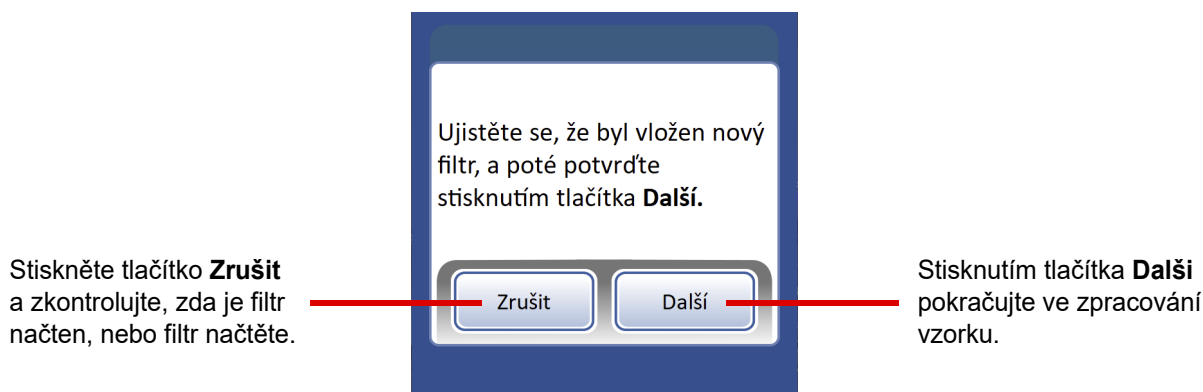 Ujistěte se, že byl vložen nový
filtr, a poté potvrďte
stisknutím tlačítka Další.
Stiskněte tlačítko Zrušit
a zkontrolujte, zda je filtr
načten, nebo filtr načtěte.
Zrušit
Další
Stisknutím tlačítka Dalši
pokračujte ve zpracování
vzorku.